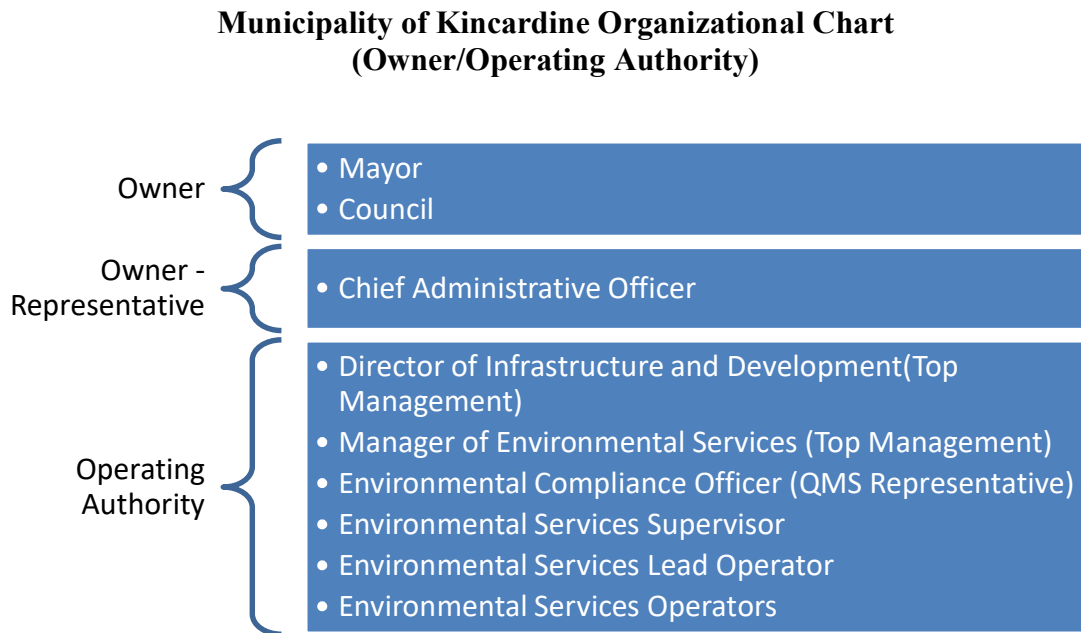 Municipality of Kincardine Organizational Chart
(Owner/Operating Authority)
Owner
• Mayor
• Council
Owner -
Representative
• Chief Administrative Officer
Operating
Authority
• Director of Infrastructure and Development(Top
Management)
• Manager of Environmental Services (Top Management)
• Environmental Compliance Officer (QMS Representative)
• Environmental Services Supervisor
• Environmental Services Lead Operator
• Environmental Services Operators